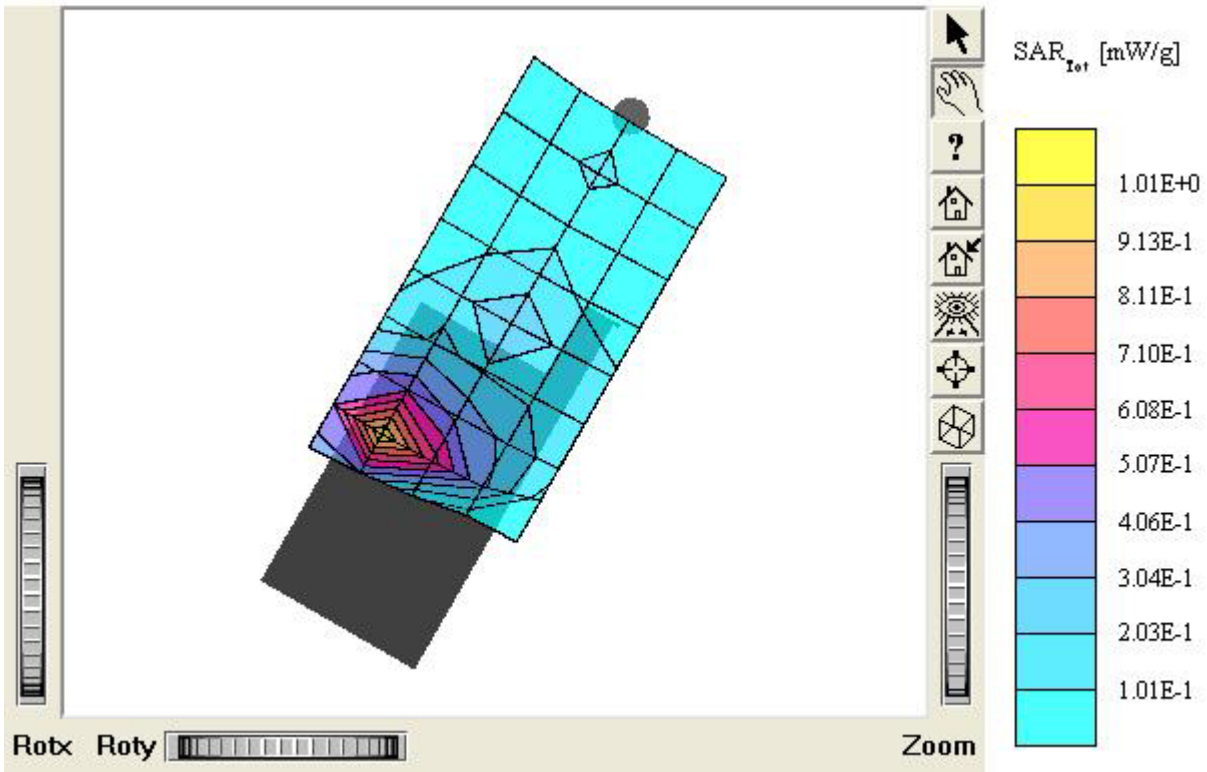 SAR_Tot [mW/g]
?
1.01E+0
9.13E-1
8.11E-1
7.10E-1
6.08E-1
5.07E-1
4.06E-1
3.04E-1
2.03E-1
1.01E-1
Rotx Roty Zoom